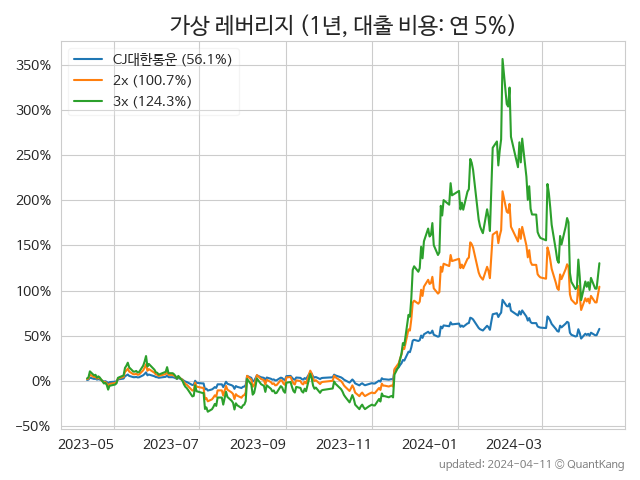 가상 레버리지 (1년, 대출 비용: 연 5%)
CJ대한통운 (56.1%)
2x (100.7%)
3x (124.3%)
350%
300%
250%
200%
150%
100%
50%
0%
−50%
2023-05 2023-07 2023-09 2023-11 2024-01 2024-03
updated: 2024-04-11 © QuantKang